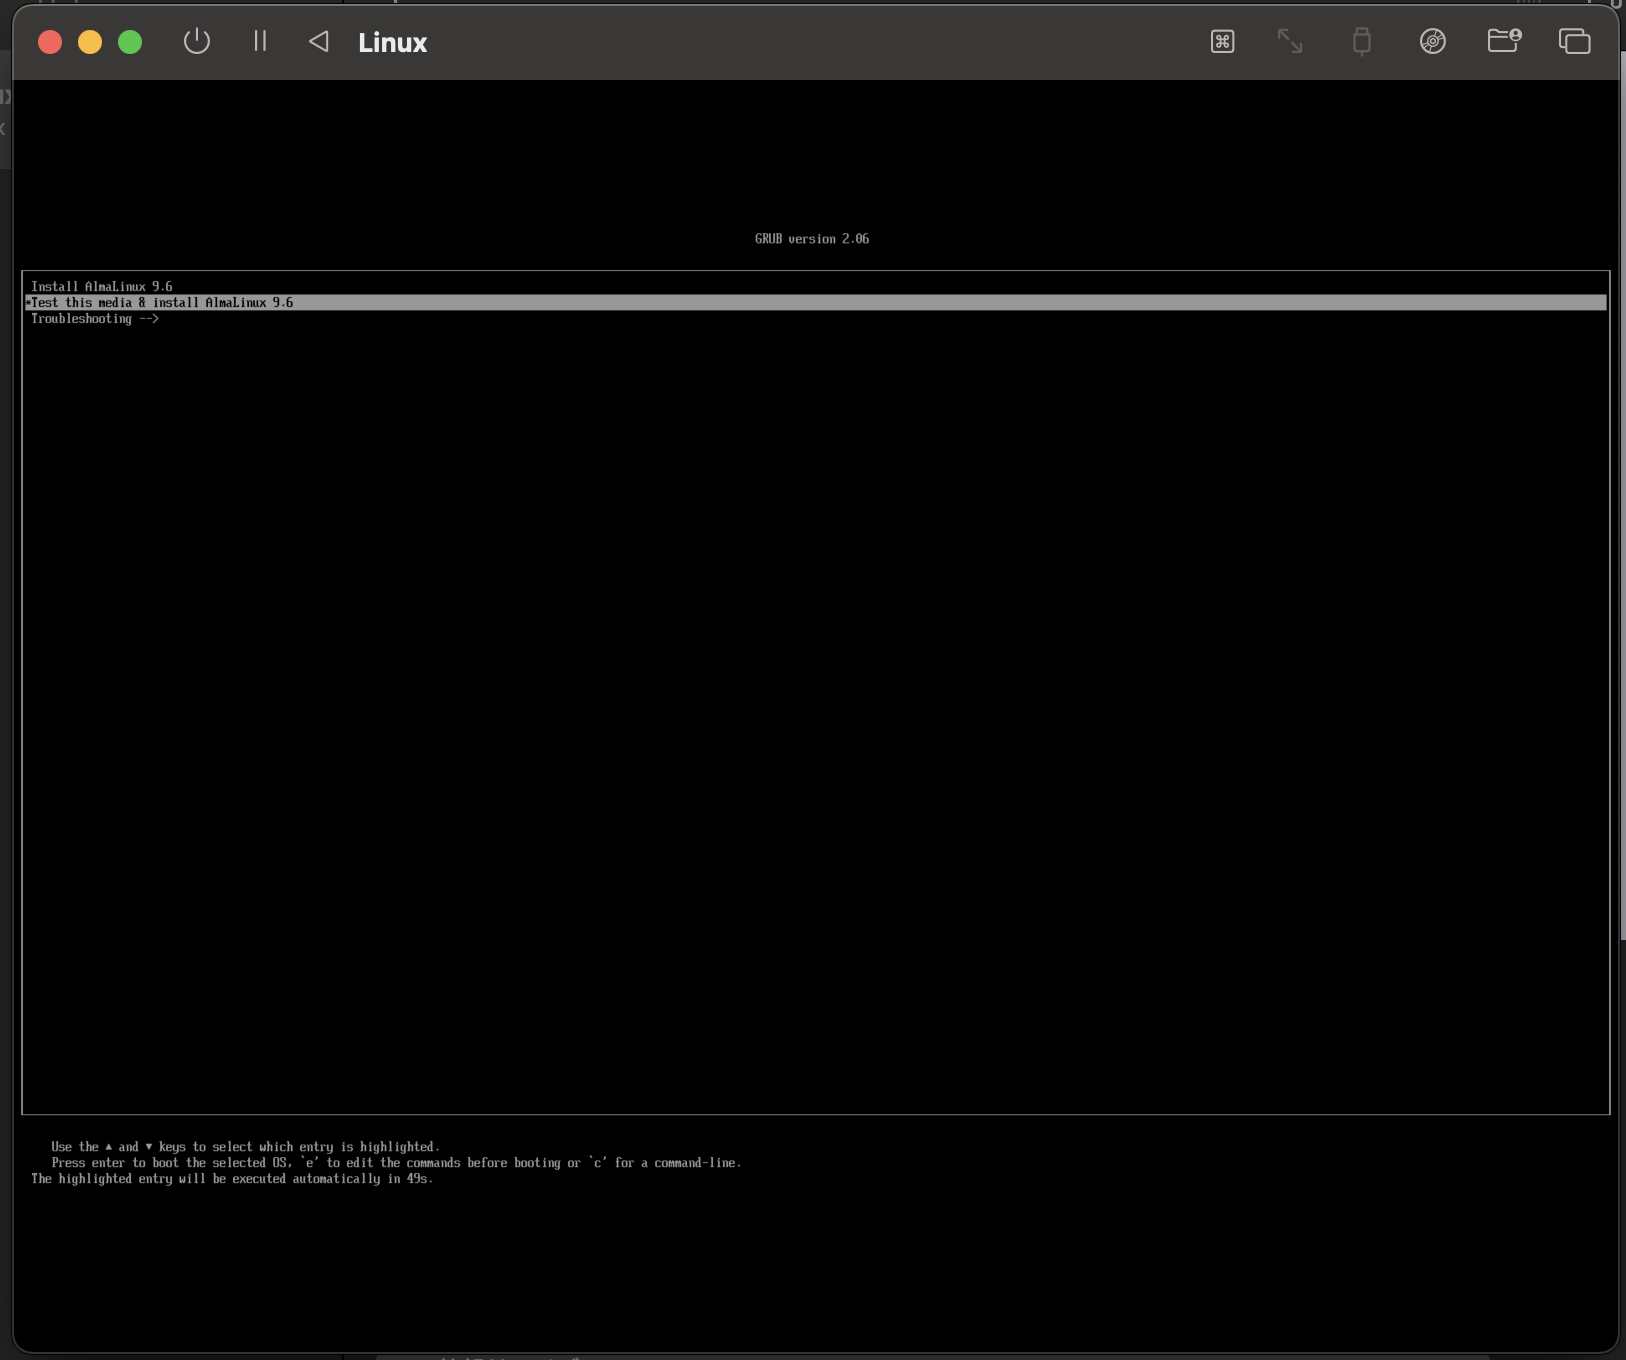 Linux
GRUB version 2.06
Install AlmaLinux 9.6
*Test this media & install AlmaLinux 9.6
Troubleshooting -->
Use the ▲ and ▼ keys to select which entry is highlighted.
Press enter to boot the selected OS, `e' to edit the commands before booting or `c' for a command-line.
The highlighted entry will be executed automatically in 49s.